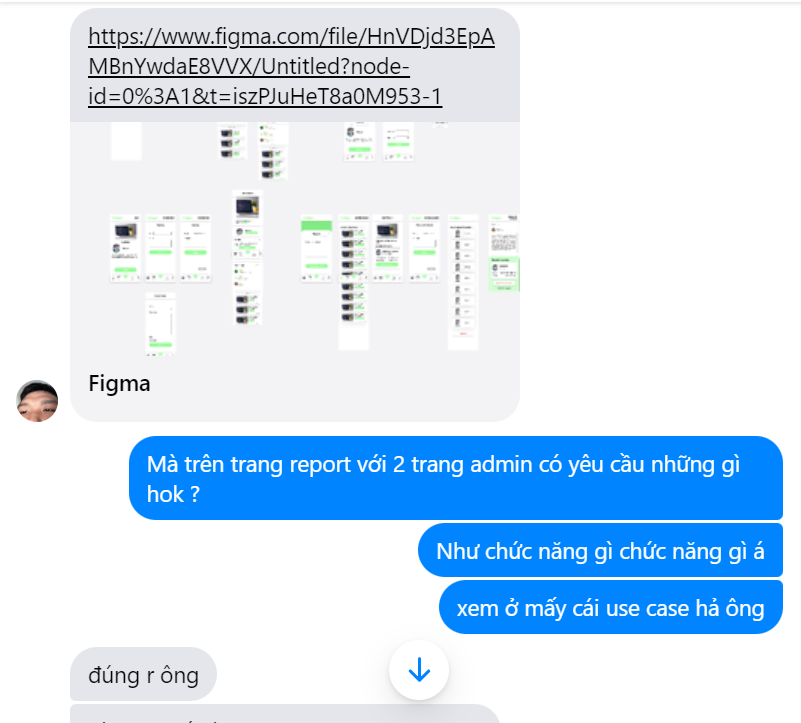 https://www.figma.com/file/HnVDjd3EpA
MBnYwdaE8VVX/Untitled?node-
id=0%3A1&t=iszPJuHeT8a0M953-1
Figma
Mà trên trang report với 2 trang admin có yêu cầu những gì
hok ?
Như chức năng gì chức năng gì á
xem ở mấy cái use case hả ông
đúng r ông